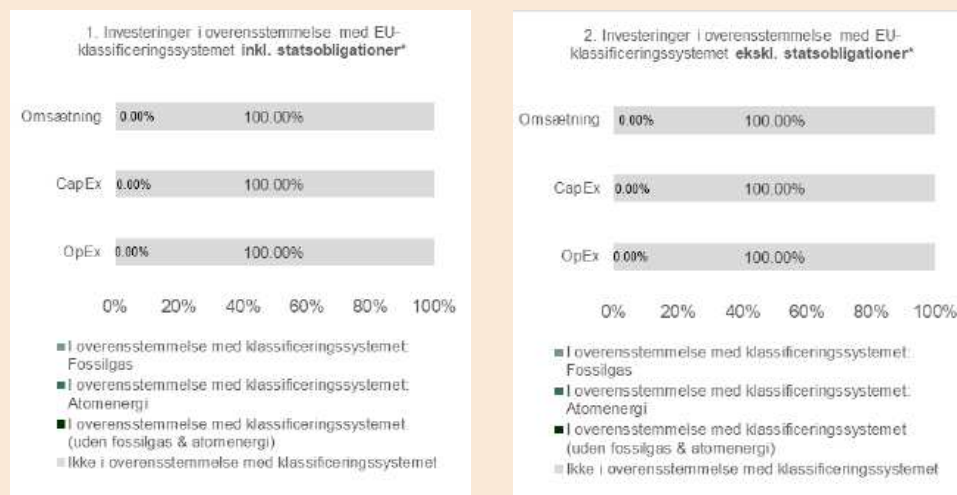 1. Investeringer i overensstemmelse med EU-
klassificeringssystemet inkl. statsobligationer*
Omsætning 0.00% 100.00%
CapEx 0.00% 100.00%
OpEx 0.00% 100.00%
0% 20% 40% 60% 80% 100%
I overensstemmelse med klassificeringssystemet:
Fossilgas
I overensstemmelse med klassificeringssystemet:
Atomenergi
I overensstemmelse med klassificeringssystemet
(uden fossilgas & atomenergi)
Ikke i overensstemmelse med klassificeringssystemet
2. Investeringer i overensstemmelse med EU-
klassificeringssystemet ekskl. statsobligationer*
Omsætning 0.00% 100.00%
CapEx 0.00% 100.00%
OpEx 0.00% 100.00%
0% 20% 40% 60% 80% 100%
I overensstemmelse med klassificeringssystemet:
Fossilgas
I overensstemmelse med klassificeringssystemet:
Atomenergi
I overensstemmelse med klassificeringssystemet
(uden fossilgas & atomenergi)
Ikke i overensstemmelse med klassificeringssystemet